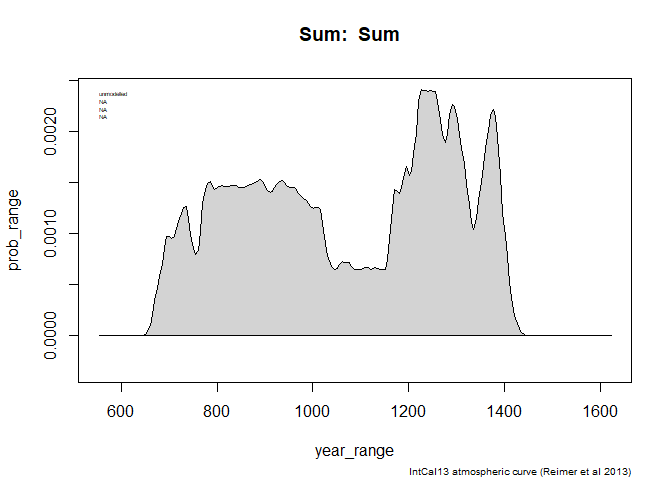 Sum:  Sum
unmodelled
NA
NA
NA
prob_range
0.0020
0.0010
0.0000
600 800 1000 1200 1400 1600
year_range
IntCal13 atmospheric curve (Reimer et al 2013)